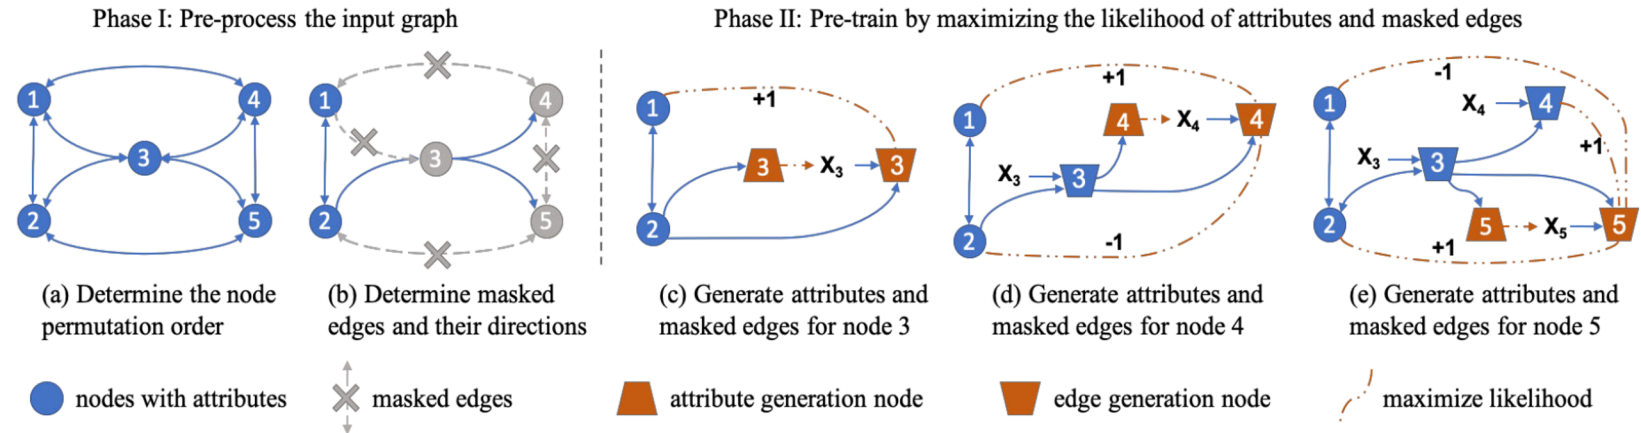 Phase I: Pre-process the input graph
1
4
3
2
5
(a) Determine the node
permutation order
1
4
3
2
5
(b) Determine masked
edges and their directions
Phase II: Pre-train by maximizing the likelihood of attributes and masked edges
1
+1
3
X3
3
2
(c) Generate attributes and
masked edges for node 3
+1
1
4
X4
4
X3
3
2
-1
(d) Generate attributes and
masked edges for node 4
-1
1
X4
4
+1
X3
3
2
5
X5
5
+1
(e) Generate attributes and
masked edges for node 5
nodes with attributes
masked edges
attribute generation node
edge generation node
maximize likelihood